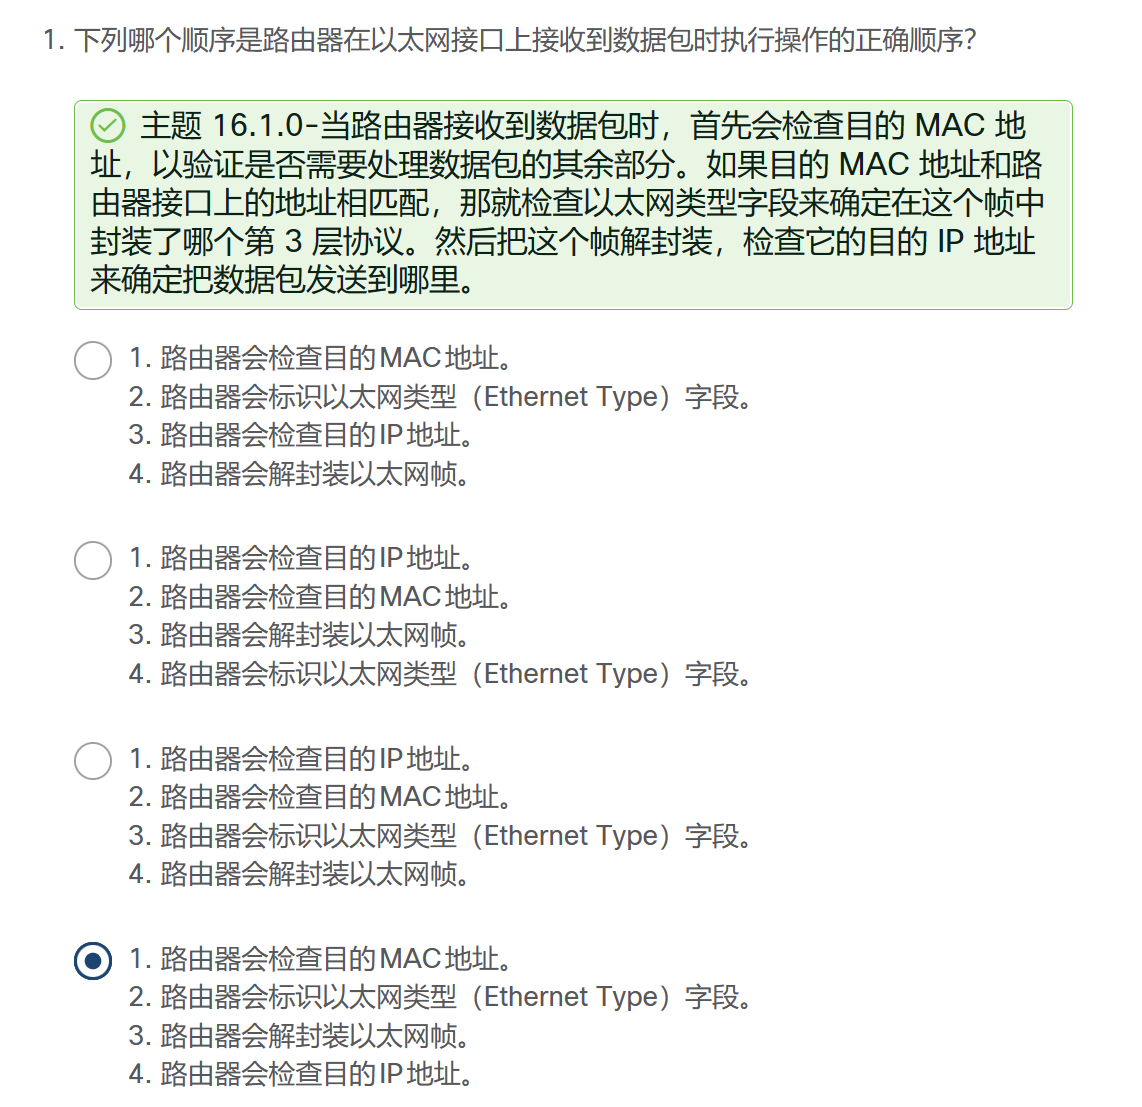 1. 下列哪个顺序是路由器在以太网接口上接收到数据包时执行操作的正确顺序?
主题 16.1.0-当路由器接收到数据包时，首先会检查目的 MAC 地
址，以验证是否需要处理数据包的其余部分。如果目的 MAC 地址和路
由器接口上的地址相匹配，那就检查以太网类型字段来确定在这个帧中
封装了哪个第 3 层协议。然后把这个帧解封装，检查它的目的 IP 地址
来确定把数据包发送到哪里。
1. 路由器会检查目的MAC地址。
2. 路由器会标识以太网类型（Ethernet Type）字段。
3. 路由器会检查目的IP地址。
4. 路由器会解封装以太网帧。
1. 路由器会检查目的IP地址。
2. 路由器会检查目的MAC地址。
3. 路由器会解封装以太网帧。
4. 路由器会标识以太网类型（Ethernet Type）字段。
1. 路由器会检查目的IP地址。
2. 路由器会检查目的MAC地址。
3. 路由器会标识以太网类型（Ethernet Type）字段。
4. 路由器会解封装以太网帧。
1. 路由器会检查目的MAC地址。
2. 路由器会标识以太网类型（Ethernet Type）字段。
3. 路由器会解封装以太网帧。
4. 路由器会检查目的IP地址。